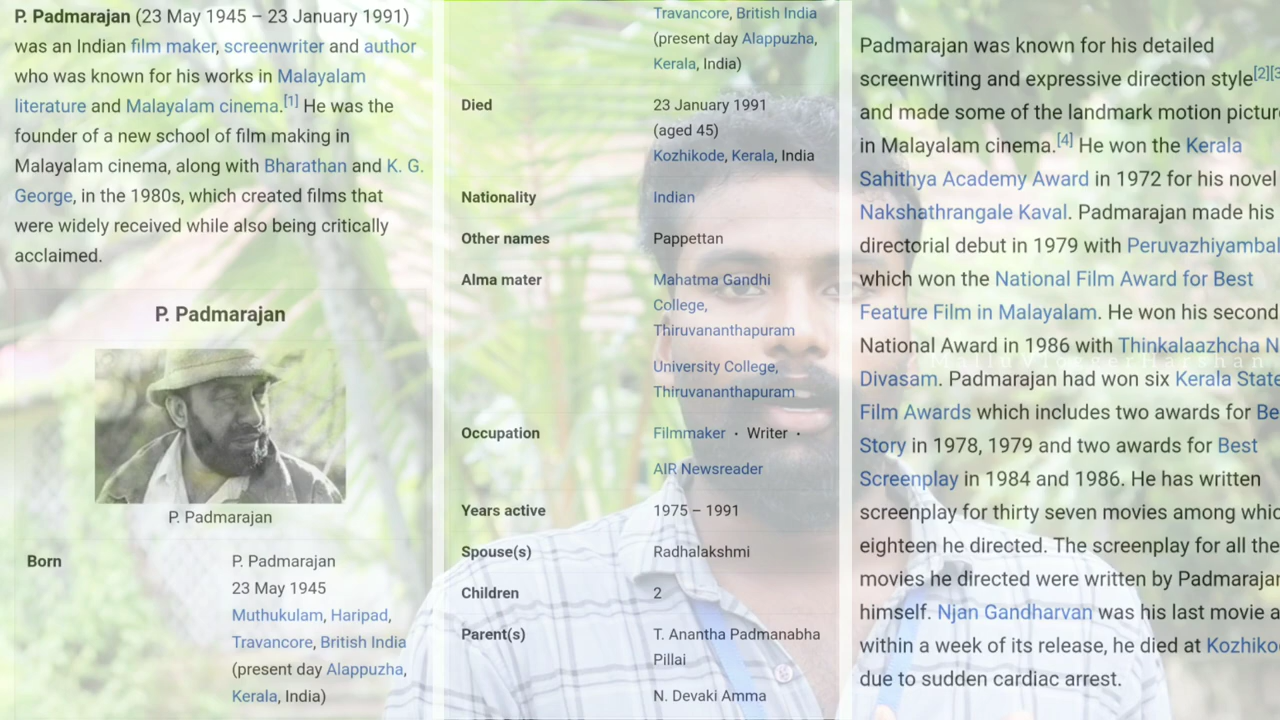 P. Padmarajan (23 May 1945 – 23 January 1991)
was an Indian film maker, screenwriter and author
who was known for his works in Malayalam
literature and Malayalam cinema.[1] He was the
founder of a new school of film making in
Malayalam cinema, along with Bharathan and K. G.
George, in the 1980s, which created films that
were widely received while also being critically
acclaimed.
P. Padmarajan
P. Padmarajan
Born P. Padmarajan
23 May 1945
Muthukulam, Haripad,
Travancore, British India
(present day Alappuzha,
Kerala, India)
Travancore, British India
(present day Alappuzha,
Kerala, India)
Died 23 January 1991
(aged 45)
Kozhikode, Kerala, India
Nationality Indian
Other names Pappettan
Alma mater Mahatma Gandhi
College,
Thiruvananthapuram
University College,
Thiruvananthapuram
Occupation Filmmaker · Writer ·
AIR Newsreader
Years active 1975 – 1991
Spouse(s) Radhalakshmi
Children 2
Parent(s) T. Anantha Padmanabha
Pillai
N. Devaki Amma
Padmarajan was known for his detailed
screenwriting and expressive direction style[2][3
and made some of the landmark motion pictur
in Malayalam cinema.[4] He won the Kerala
Sahithya Academy Award in 1972 for his novel
Nakshathrangale Kaval. Padmarajan made his
directorial debut in 1979 with Peruvazhiyambal
which won the National Film Award for Best
Feature Film in Malayalam. He won his second
National Award in 1986 with Thinkalaazhcha N
Divasam. Padmarajan had won six Kerala State
Film Awards which includes two awards for Be
Story in 1978, 1979 and two awards for Best
Screenplay in 1984 and 1986. He has written
screenplay for thirty seven movies among whic
eighteen he directed. The screenplay for all the
movies he directed were written by Padmarajan
himself. Njan Gandharvan was his last movie a
within a week of its release, he died at Kozhiko
due to sudden cardiac arrest.